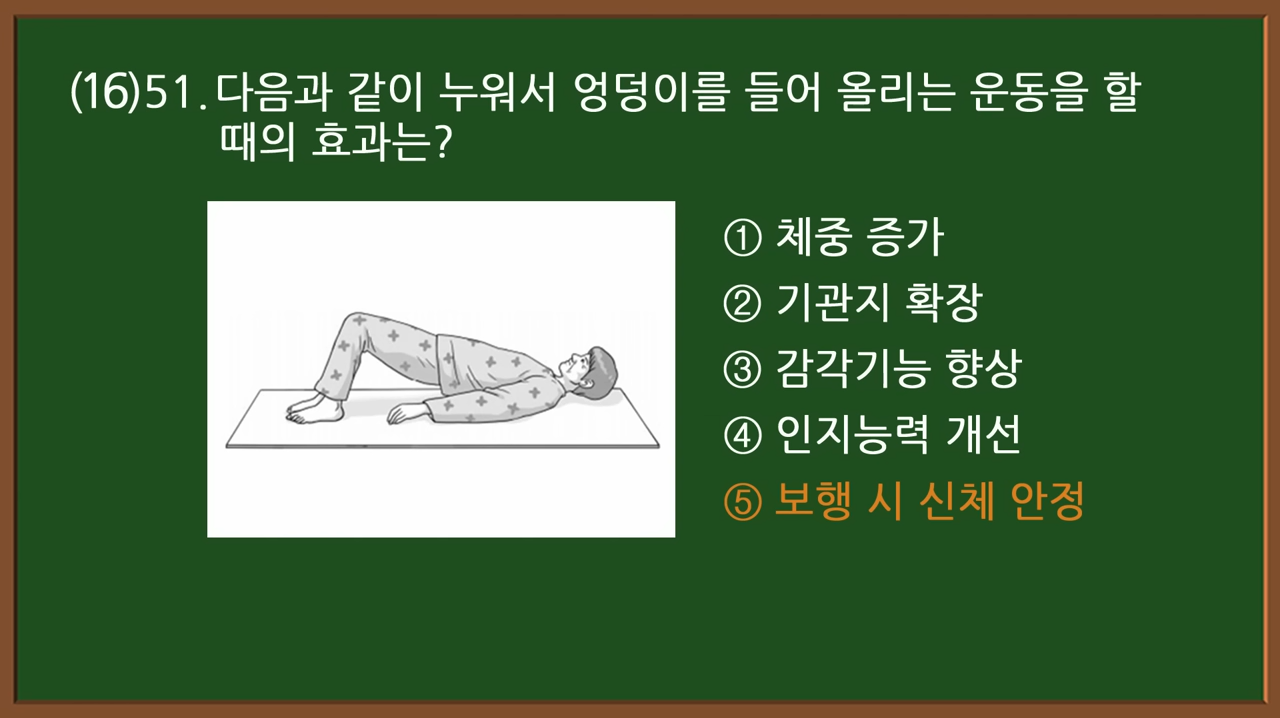 (16)51.다음과 같이 누워서 엉덩이를 들어 올리는 운동을 할
때의 효과는?
① 체중 증가
② 기관지 확장
③ 감각기능 향상
④ 인지능력 개선
⑤ 보행 시 신체 안정